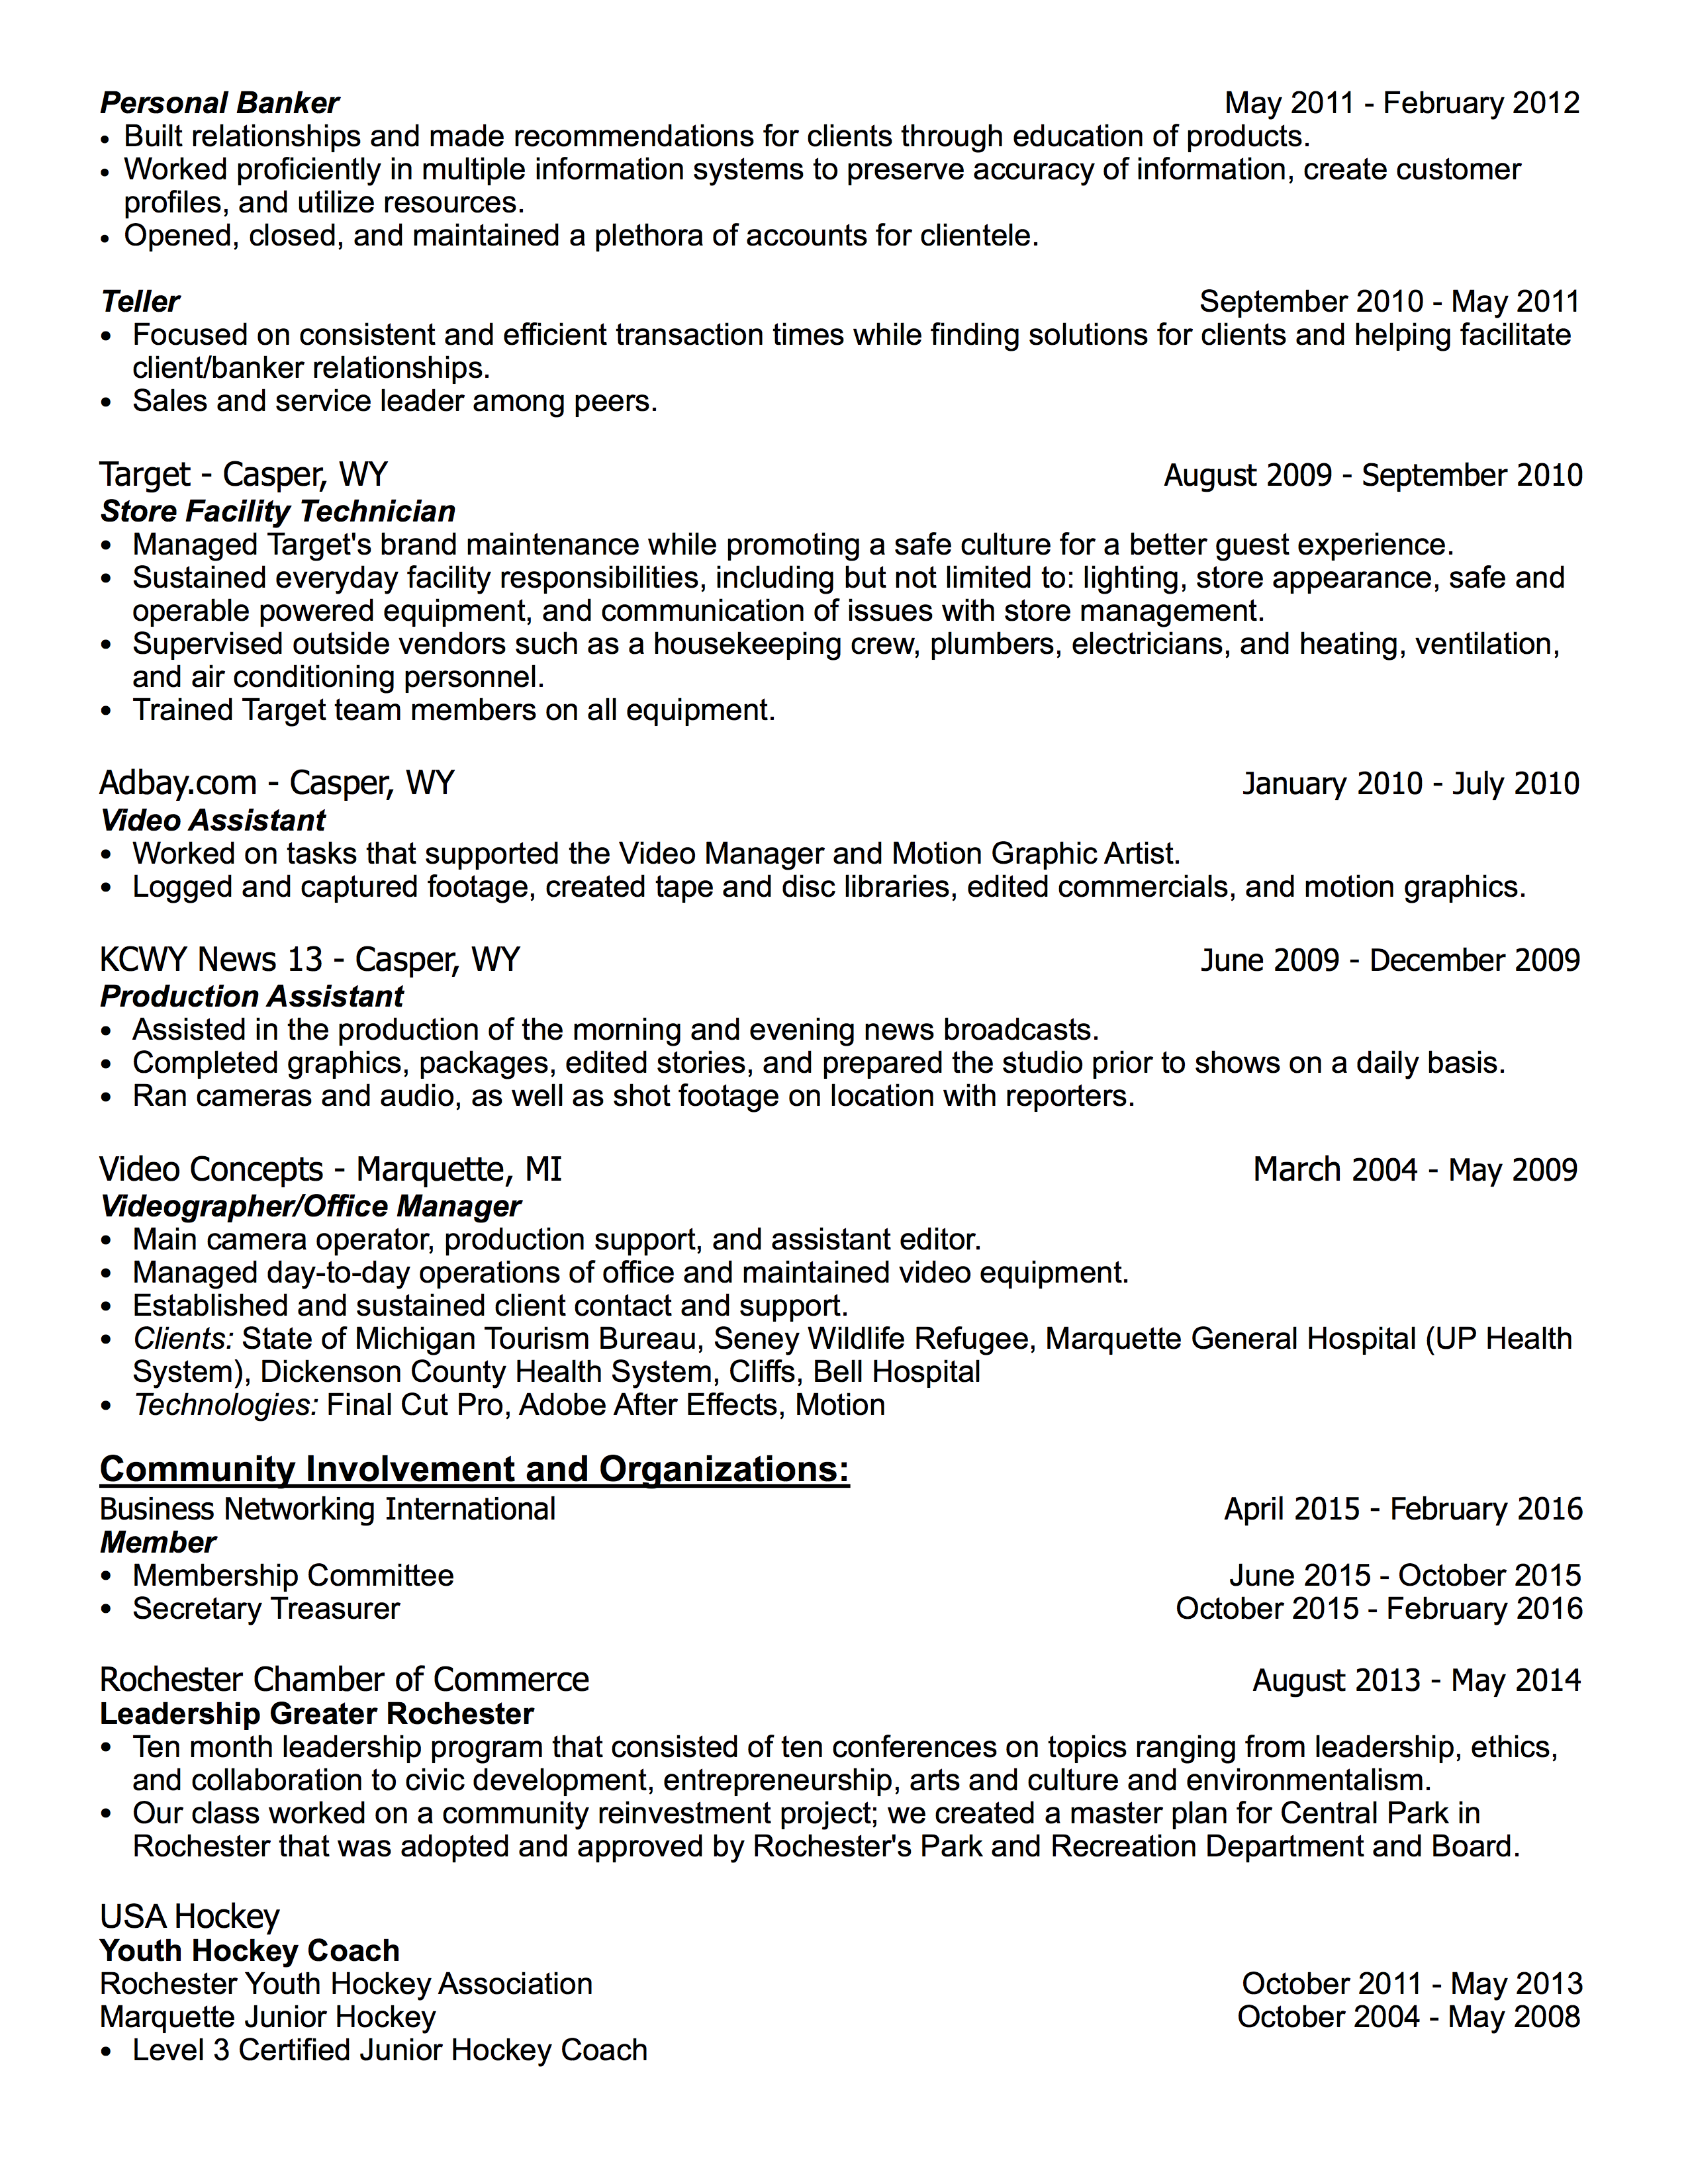 Personal Banker May 2011 - February 2012
• Built relationships and made recommendations for clients through education of products.
• Worked proficiently in multiple information systems to preserve accuracy of information, create customer
profiles, and utilize resources.
• Opened, closed, and maintained a plethora of accounts for clientele.
Teller September 2010 - May 2011
• Focused on consistent and efficient transaction times while finding solutions for clients and helping facilitate
client/banker relationships.
• Sales and service leader among peers.
Target - Casper, WY August 2009 - September 2010
Store Facility Technician
• Managed Target's brand maintenance while promoting a safe culture for a better guest experience.
• Sustained everyday facility responsibilities, including but not limited to: lighting, store appearance, safe and
operable powered equipment, and communication of issues with store management.
• Supervised outside vendors such as a housekeeping crew, plumbers, electricians, and heating, ventilation,
and air conditioning personnel.
• Trained Target team members on all equipment.
Adbay.com - Casper, WY January 2010 - July 2010
Video Assistant
• Worked on tasks that supported the Video Manager and Motion Graphic Artist.
• Logged and captured footage, created tape and disc libraries, edited commercials, and motion graphics.
KCWY News 13 - Casper, WY June 2009 - December 2009
Production Assistant
• Assisted in the production of the morning and evening news broadcasts.
• Completed graphics, packages, edited stories, and prepared the studio prior to shows on a daily basis.
• Ran cameras and audio, as well as shot footage on location with reporters.
Video Concepts - Marquette, MI March 2004 - May 2009
Videographer/Office Manager
• Main camera operator, production support, and assistant editor.
• Managed day-to-day operations of office and maintained video equipment.
• Established and sustained client contact and support.
• Clients: State of Michigan Tourism Bureau, Seney Wildlife Refugee, Marquette General Hospital (UP Health
System), Dickenson County Health System, Cliffs, Bell Hospital
• Technologies: Final Cut Pro, Adobe After Effects, Motion
Community Involvement and Organizations:
Business Networking International April 2015 - February 2016
Member
• Membership Committee June 2015 - October 2015
• Secretary Treasurer October 2015 - February 2016
Rochester Chamber of Commerce August 2013 - May 2014
Leadership Greater Rochester
• Ten month leadership program that consisted of ten conferences on topics ranging from leadership, ethics,
and collaboration to civic development, entrepreneurship, arts and culture and environmentalism.
• Our class worked on a community reinvestment project; we created a master plan for Central Park in
Rochester that was adopted and approved by Rochester's Park and Recreation Department and Board.
USA Hockey
Youth Hockey Coach
Rochester Youth Hockey Association October 2011 - May 2013
Marquette Junior Hockey October 2004 - May 2008
• Level 3 Certified Junior Hockey Coach